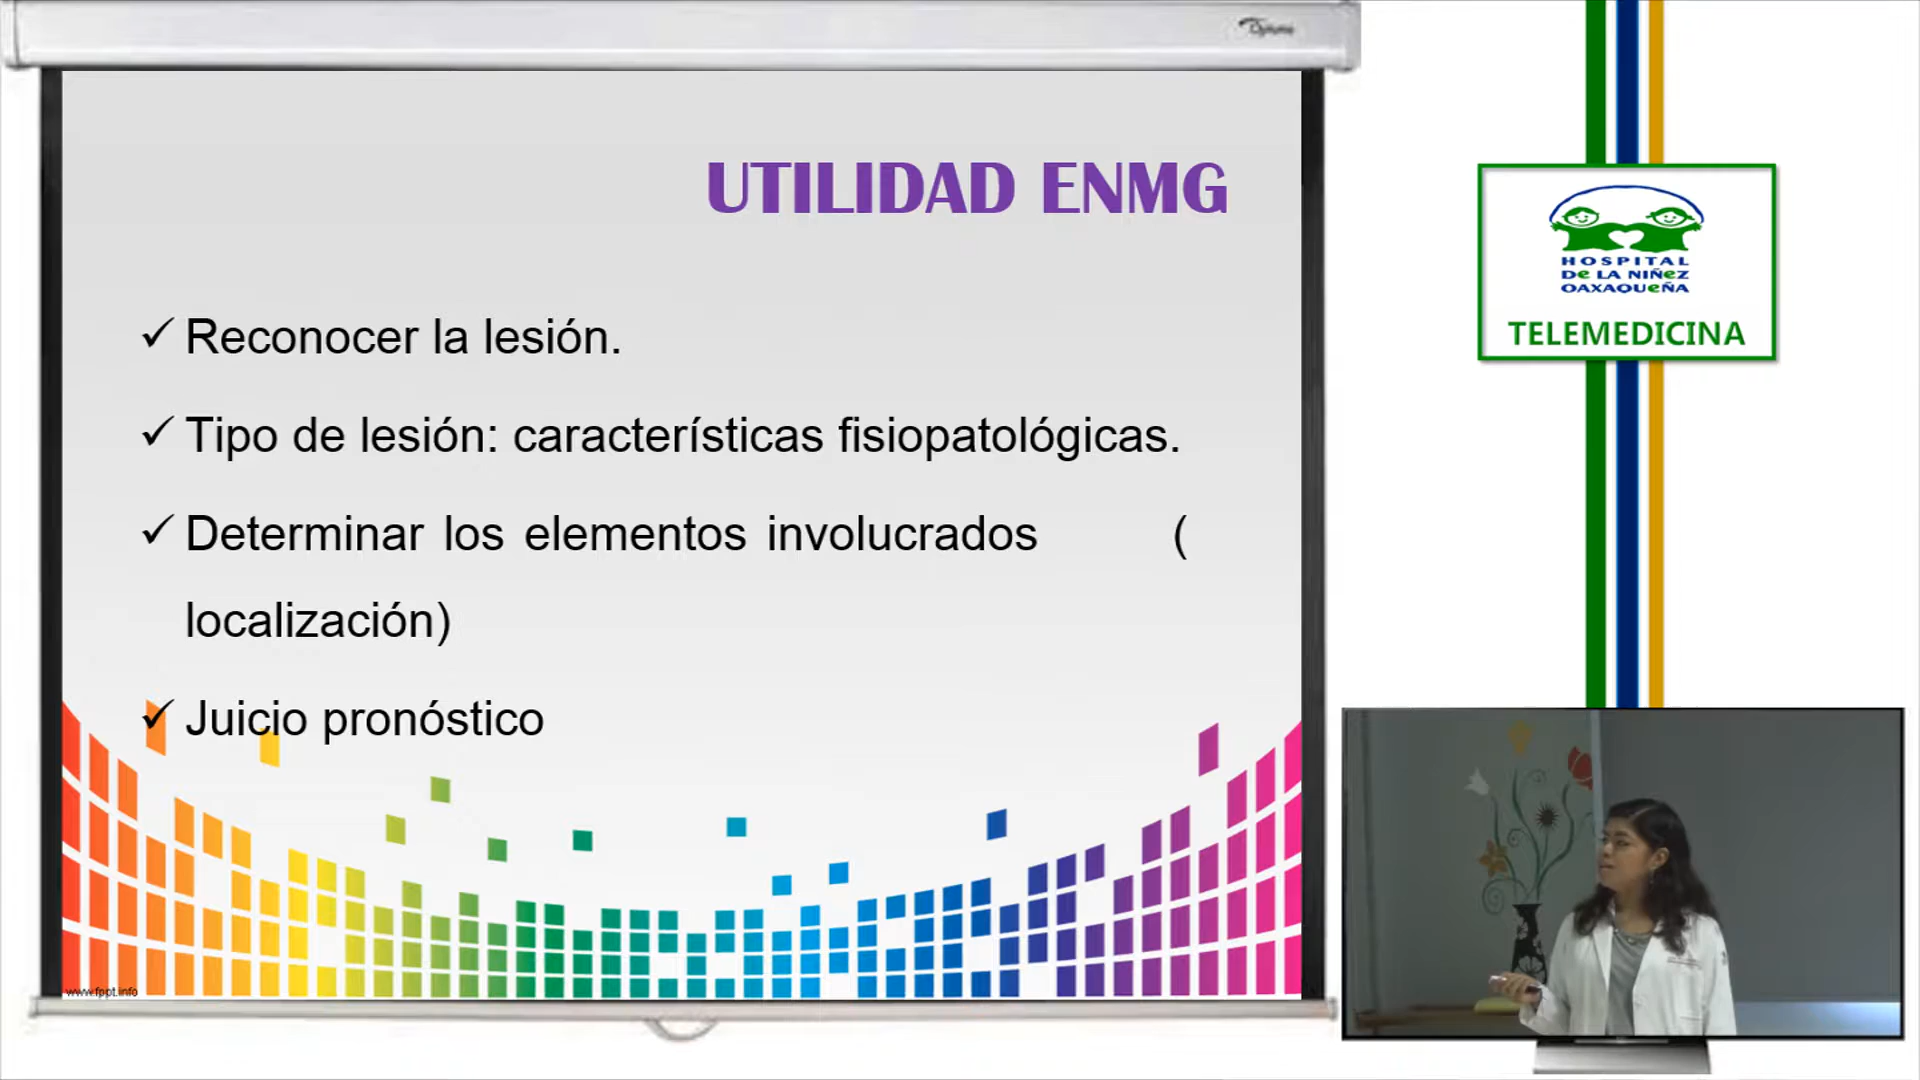 Optoma
UTILIDAD ENMG
✓ Reconocer la lesión.
✓ Tipo de lesión: características fisiopatológicas.
✓ Determinar los elementos involucrados (
localización)
✓ Juicio pronóstico
www.fppt.info
HOSPITAL
De LA NIÑeZ
OAXAQUeÑA
TELEMEDICINA